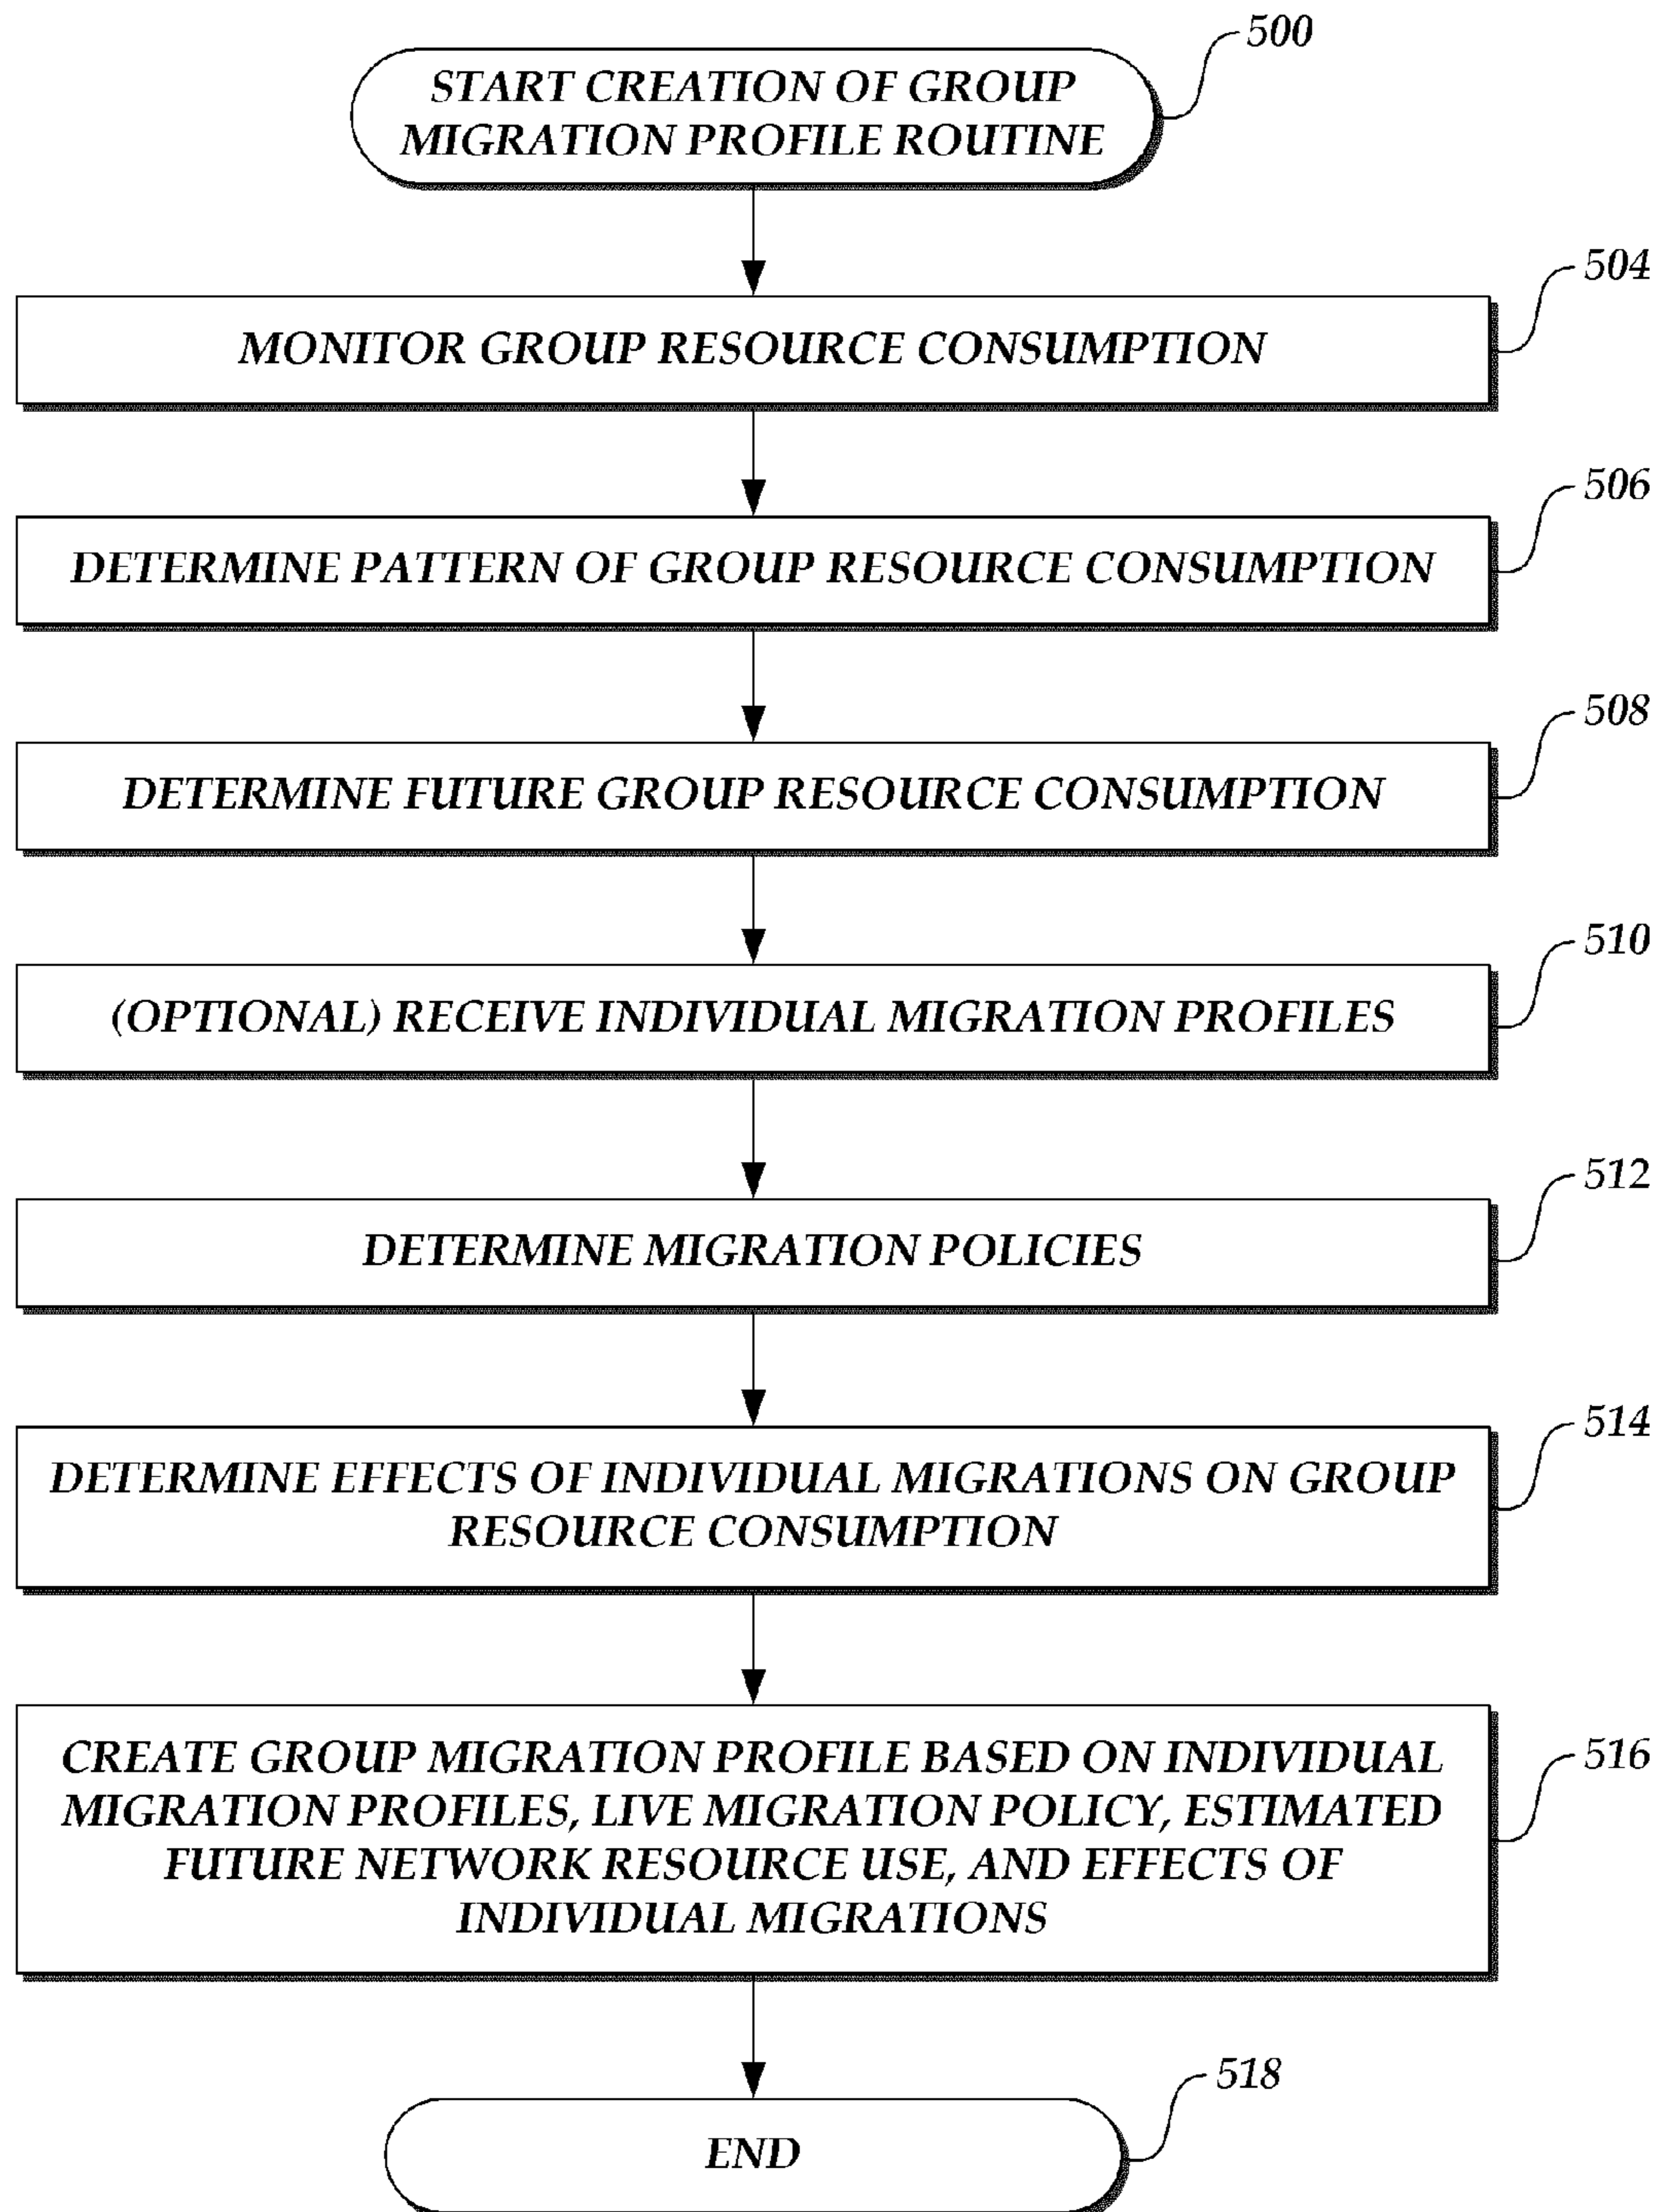 500
START CREATION OF GROUP
MIGRATION PROFILE ROUTINE
504
MONITOR GROUP RESOURCE CONSUMPTION
506
DETERMINE PATTERN OF GROUP RESOURCE CONSUMPTION
508
DETERMINE FUTURE GROUP RESOURCE CONSUMPTION
510
(OPTIONAL) RECEIVE INDIVIDUAL MIGRATION PROFILES
512
DETERMINE MIGRATION POLICIES
514
DETERMINE EFFECTS OF INDIVIDUAL MIGRATIONS ON GROUP
RESOURCE CONSUMPTION
516
CREATE GROUP MIGRATION PROFILE BASED ON INDIVIDUAL
MIGRATION PROFILES, LIVE MIGRATION POLICY, ESTIMATED
FUTURE NETWORK RESOURCE USE, AND EFFECTS OF
INDIVIDUAL MIGRATIONS
518
END